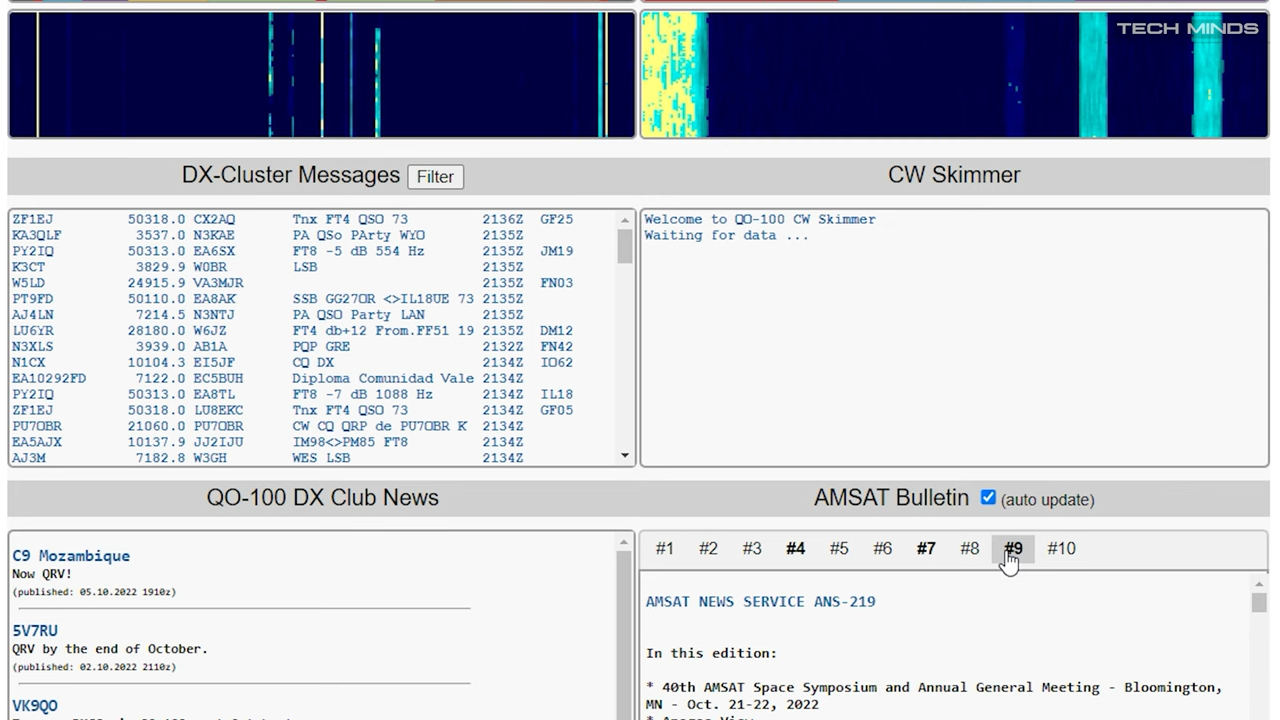 TECH MINDS
DX-Cluster Messages Filter
CW Skimmer
ZF1EJ 50318.0 CX2AQ Tnx FT4 QSO 73 2136Z GF25
KA3QLF 3537.0 N3KAE PA QSo PArty WYO 2135Z
PY2IQ 50313.0 EA6SX FT8 -5 dB 554 Hz 2135Z JM19
K3CT 3829.9 W0BR LSB 2135Z
W5LD 24915.9 VA3MJR 2135Z FN03
PT9FD 50110.0 EA8AK SSB GG27OR <>IL18UE 73 2135Z
AJ4LN 7214.5 N3NTJ PA QSO Party LAN 2135Z
LU6YR 28180.0 W6JZ FT4 db+12 From.FF51 19 2135Z DM12
N3XLS 3939.0 AB1A PQP GRE 2132Z FN42
N1CX 10104.3 EI5JF CQ DX 2134Z IO62
EA10292FD 7122.0 EC5BUH Diploma Comunidad Vale 2134Z
PY2IQ 50313.0 EA8TL FT8 -7 dB 1088 Hz 2134Z IL18
ZF1EJ 50318.0 LU8EKC Tnx FT4 QSO 73 2134Z GF05
PU7OBR 21060.0 PU7OBR CW CQ QRP de PU7OBR K 2134Z
EA5AJX 10137.9 JJ2IJU IM98<>PM85 FT8 2134Z
AJ3M 7182.8 W3GH WES LSB 2134Z
Welcome to QO-100 CW Skimmer
Waiting for data ...
QO-100 DX Club News
AMSAT Bulletin (auto update)
C9 Mozambique
Now QRV!
(published: 05.10.2022 1910z)
5V7RU
QRV by the end of October.
(published: 02.10.2022 2110z)
VK9QO
#1 #2 #3 #4 #5 #6 #7 #8 #9 #10
AMSAT NEWS SERVICE ANS-219
In this edition:
* 40th AMSAT Space Symposium and Annual General Meeting - Bloomington,
MN - Oct. 21-22, 2022